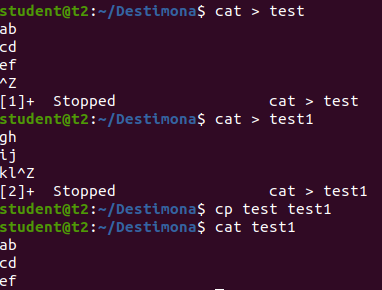 student@t2:~/Destimona$ cat > test
ab
cd
ef
^Z
[1]+  Stopped                 cat > test
student@t2:~/Destimona$ cat > test1
gh
ij
kl^Z
[2]+  Stopped                 cat > test1
student@t2:~/Destimona$ cp test test1
student@t2:~/Destimona$ cat test1
ab
cd
ef